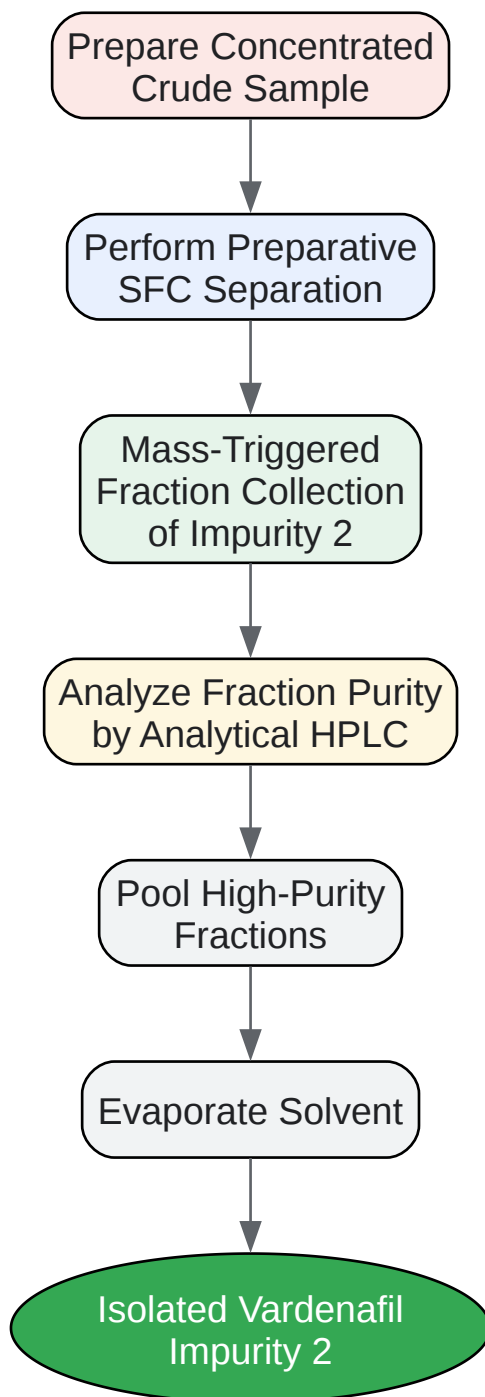 Prepare Concentrated
Crude Sample
Perform Preparative
SFC Separation
Mass-Triggered
Fraction Collection
of Impurity 2
Analyze Fraction Purity
by Analytical HPLC
Pool High-Purity
Fractions
Evaporate Solvent
Isolated Vardenafil
Impurity 2